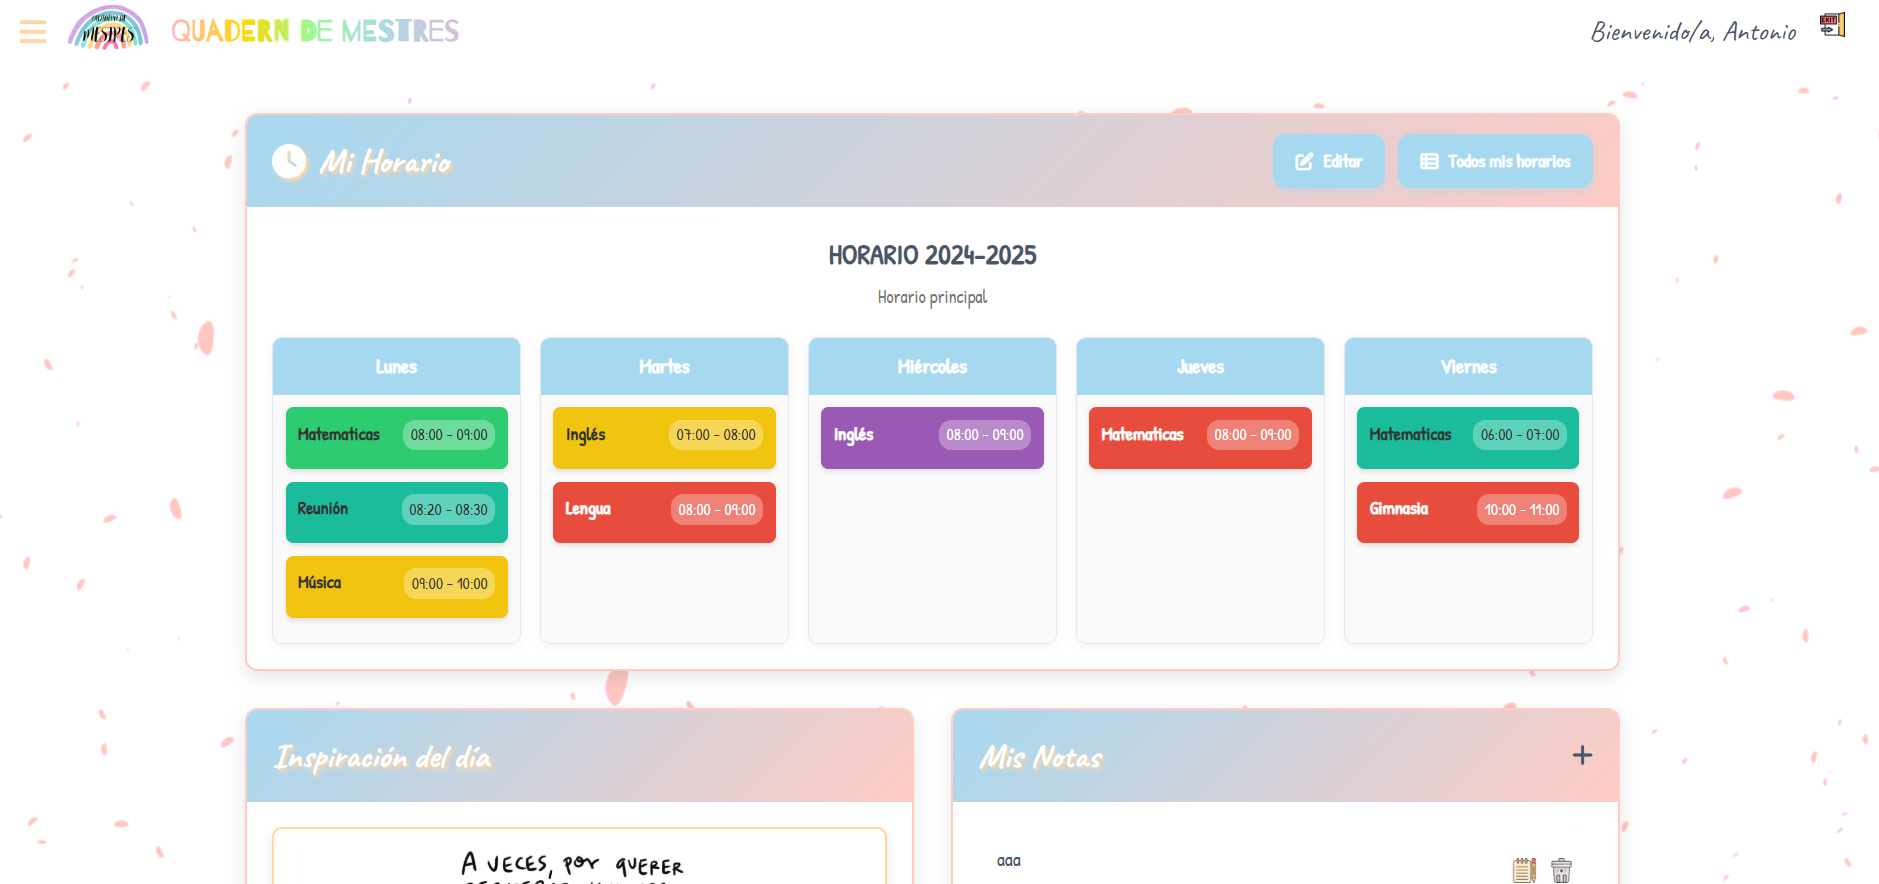 MESTRES
QUADERN DE MESTRES
Bienvenido/a, Antonio
EXIT
Mi Horario
Editar
Todos mis horarios
HORARIO 2024-2025
Horario principal
Lunes
Martes
Miércoles
Jueves
Viernes
Matematicas 08:00 - 09:00
Inglés 07:00 - 08:00
Inglés 08:00 - 09:00
Matematicas 08:00 - 09:00
Matematicas 06:00 - 07:00
Reunión 08:20 - 08:30
Lengua 08:00 - 09:00
Gimnasia 10:00 - 11:00
Música 09:00 - 10:00
Inspiración del día
Mis Notas
A VECES, POR QUERER
aaa